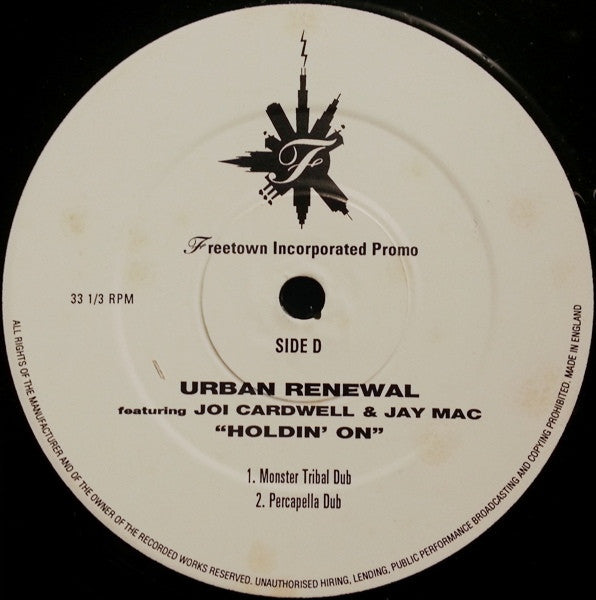 F
Freetown Incorporated Promo
33 1/3 RPM
SIDE D
URBAN RENEWAL
featuring JOI CARDWELL & JAY MAC
“HOLDIN’ ON”
1. Monster Tribal Dub
2. Percapella Dub
ALL RIGHTS OF THE MANUFACTURER AND OF THE OWNER OF THE RECORDED WORKS RESERVED. UNAUTHORISED HIRING, LENDING, PUBLIC PERFORMANCE BROADCASTING AND COPYING PROHIBITED. MADE IN ENGLAND